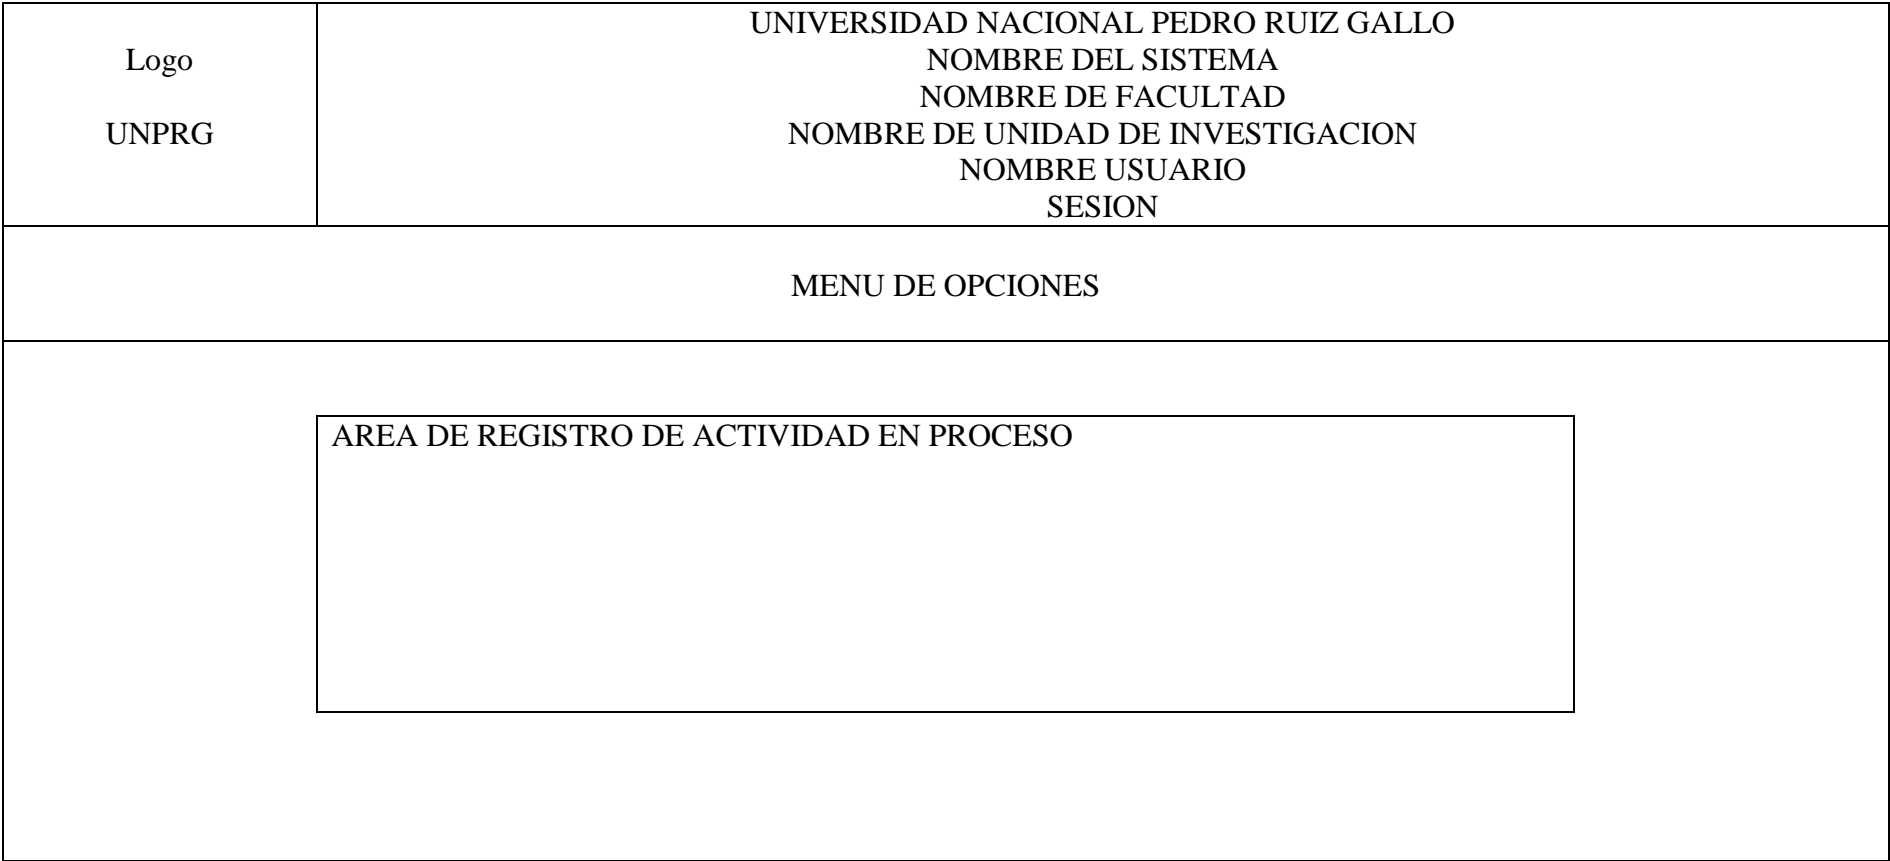 Logo
UNPRG
UNIVERSIDAD NACIONAL PEDRO RUIZ GALLO
NOMBRE DEL SISTEMA
NOMBRE DE FACULTAD
NOMBRE DE UNIDAD DE INVESTIGACION
NOMBRE USUARIO
SESION
MENU DE OPCIONES
AREA DE REGISTRO DE ACTIVIDAD EN PROCESO